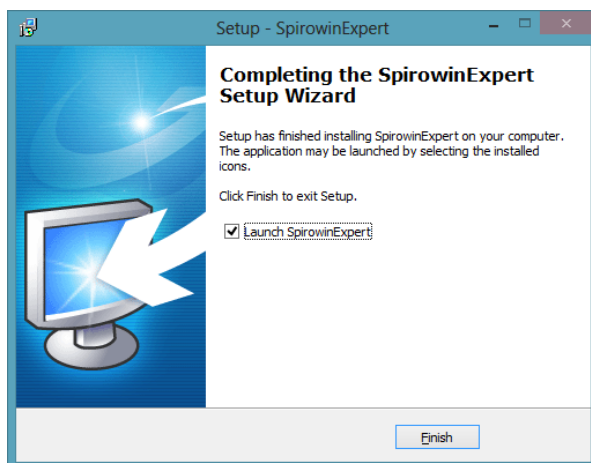 Setup - SpirowinExpert
Completing the SpirowinExpert
Setup Wizard
Setup has finished installing SpirowinExpert on your computer.
The application may be launched by selecting the installed
icons.
Click Finish to exit Setup.
Launch SpirowinExpert
Finish